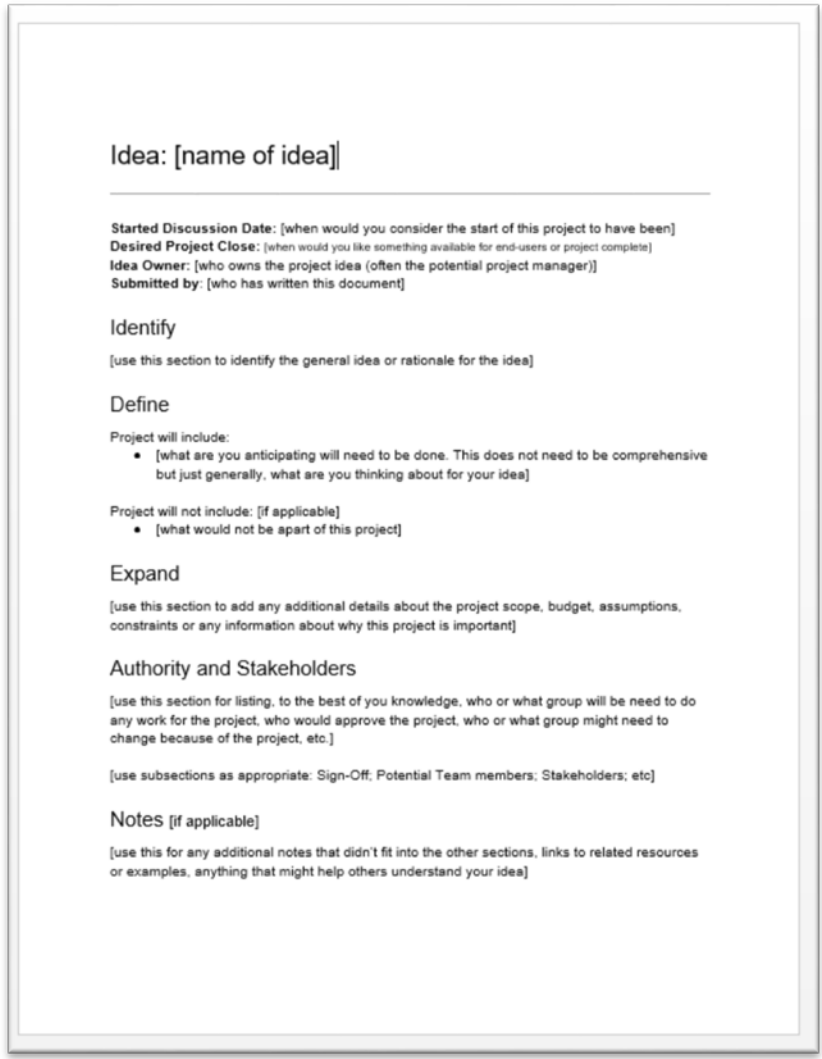 Idea: [name of idea]
Started Discussion Date: [when would you consider the start of this project to have been]
Desired Project Close: [when would you like something available for end-users or project complete]
Idea Owner: [who owns the project idea (often the potential project manager)]
Submitted by: [who has written this document]
Identify
[use this section to identify the general idea or rationale for the idea]
Define
Project will include:
• [what are you anticipating will need to be done. This does not need to be comprehensive
but just generally, what are you thinking about for your idea]
Project will not include: [if applicable]
• [what would not be apart of this project]
Expand
[use this section to add any additional details about the project scope, budget, assumptions,
constraints or any information about why this project is important]
Authority and Stakeholders
[use this section for listing, to the best of you knowledge, who or what group will be need to do
any work for the project, who would approve the project, who or what group might need to
change because of the project, etc.]
[use subsections as appropriate: Sign-Off; Potential Team members; Stakeholders; etc]
Notes [if applicable]
[use this for any additional notes that didn't fit into the other sections, links to related resources
or examples, anything that might help others understand your idea]